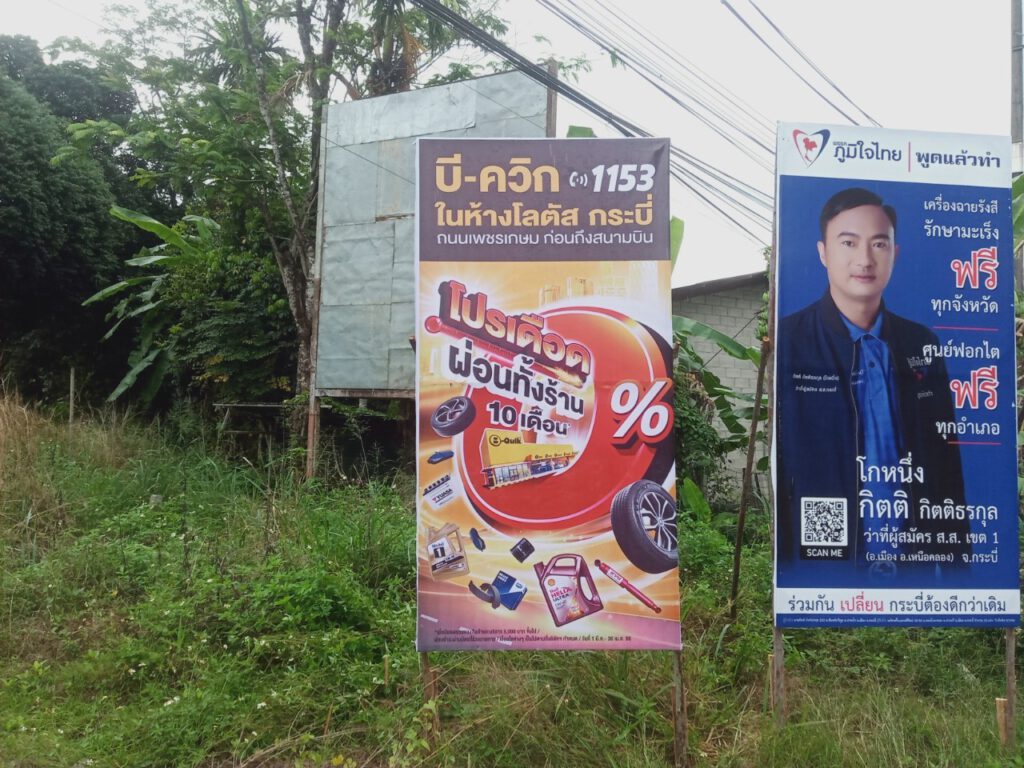 บี-ควิก 1153
ในห้างโลตัส กระบี่
ถนนเพชรเกษม ก่อนถึงสนามบิน
โปรเดือด
ผ่อนทั้งร้าน
10 เดือน*
0%
B-Quik
Mobil 1
SHELL
HELIX
ULTRA
พรรค
ภูมิใจไทย | พูดแล้วทำ
เครื่องฉายรังสี
รักษามะเร็ง
ฟรี
ทุกจังหวัด
ศูนย์ฟอกไต
ฟรี
ทุกอำเภอ
โกหนึ่ง
กิตติ กิตติธรกุล
ว่าที่ผู้สมัคร ส.ส. เขต 1
(อ.เมือง อ.เหนือคลอง) จ.กระบี่
SCAN ME
ร่วมกัน เปลี่ยน กระบี่ต้องดีกว่าเดิม